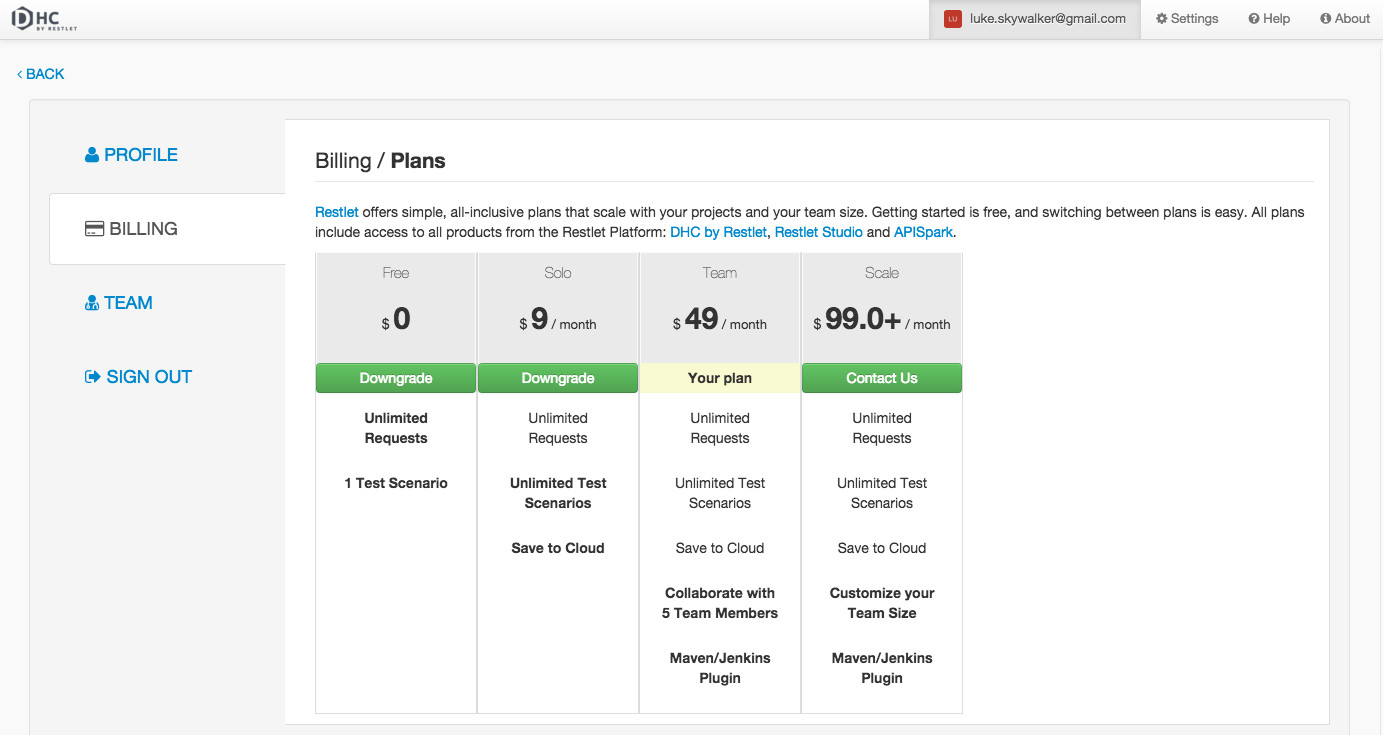 DHC
BY RESTLET
LU luke.skywalker@gmail.com Settings Help About
BACK
PROFILE
BILLING
TEAM
SIGN OUT
Billing / Plans
Restlet offers simple, all-inclusive plans that scale with your projects and your team size. Getting started is free, and switching between plans is easy. All plans
include access to all products from the Restlet Platform: DHC by Restlet, Restlet Studio and APISpark.
Free
$ 0
Downgrade
Unlimited
Requests
1 Test Scenario
Solo
$ 9 / month
Downgrade
Unlimited
Requests
Unlimited Test
Scenarios
Save to Cloud
Team
$ 49 / month
Your plan
Unlimited
Requests
Unlimited Test
Scenarios
Save to Cloud
Collaborate with
5 Team Members
Maven/Jenkins
Plugin
Scale
$ 99.0+ / month
Contact Us
Unlimited
Requests
Unlimited Test
Scenarios
Save to Cloud
Customize your
Team Size
Maven/Jenkins
Plugin